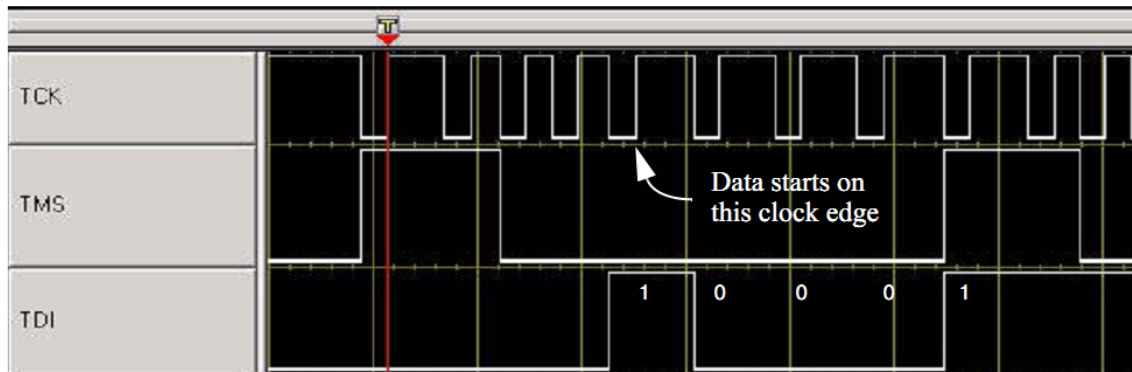 T
TCK
TMS
Data starts on
this clock edge
TDI
1 0 0 0 1